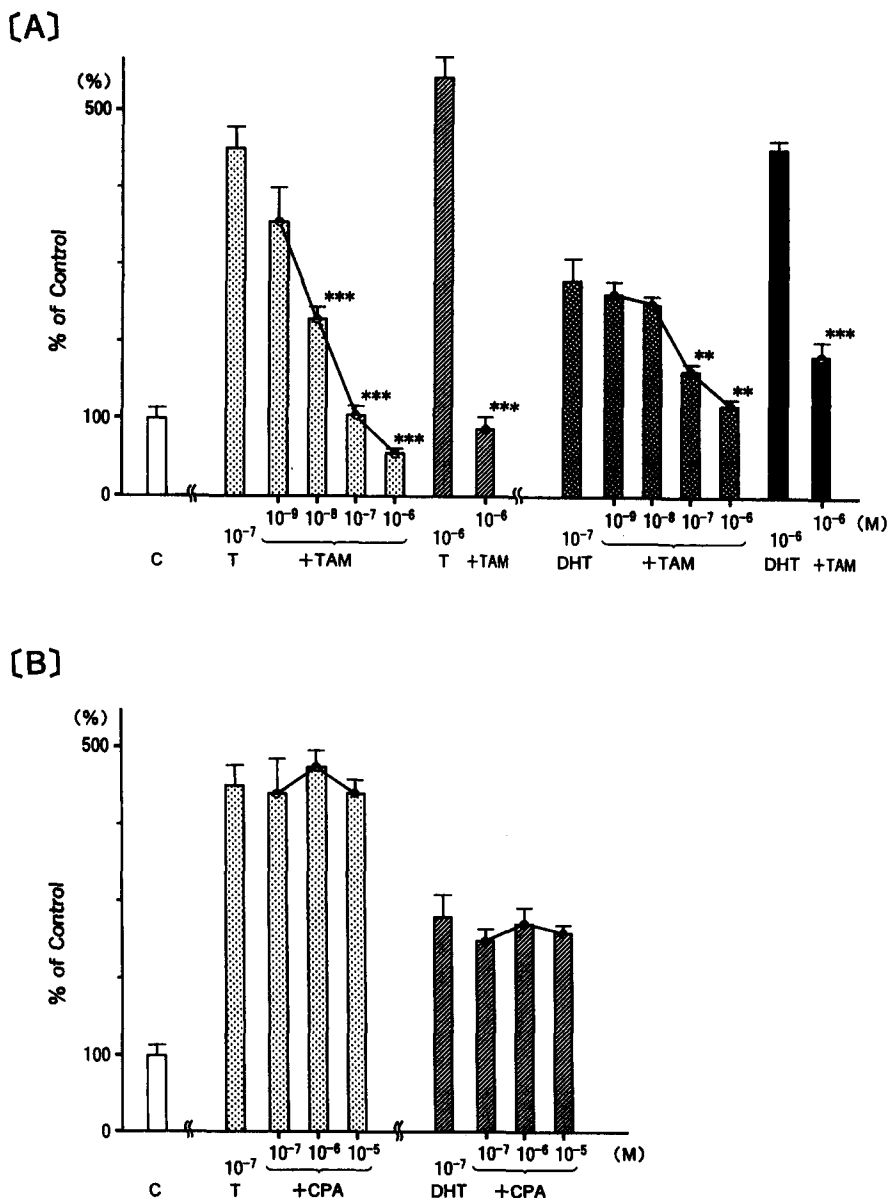 [A]
(%)
500
100
0
% of Control
***
***
***
***
**
**
***
10⁻⁹ 10⁻⁸ 10⁻⁷ 10⁻⁶ 10⁻⁶ 10⁻⁹ 10⁻⁸ 10⁻⁷ 10⁻⁶ 10⁻⁶ (M)
10⁻⁷ 10⁻⁶ 10⁻⁷ 10⁻⁶
C T +TAM T +TAM DHT +TAM DHT +TAM
[B]
(%)
500
100
0
% of Control
10⁻⁷ 10⁻⁶ 10⁻⁵ 10⁻⁷ 10⁻⁶ 10⁻⁵ (M)
10⁻⁷ 10⁻⁷
C T +CPA DHT +CPA